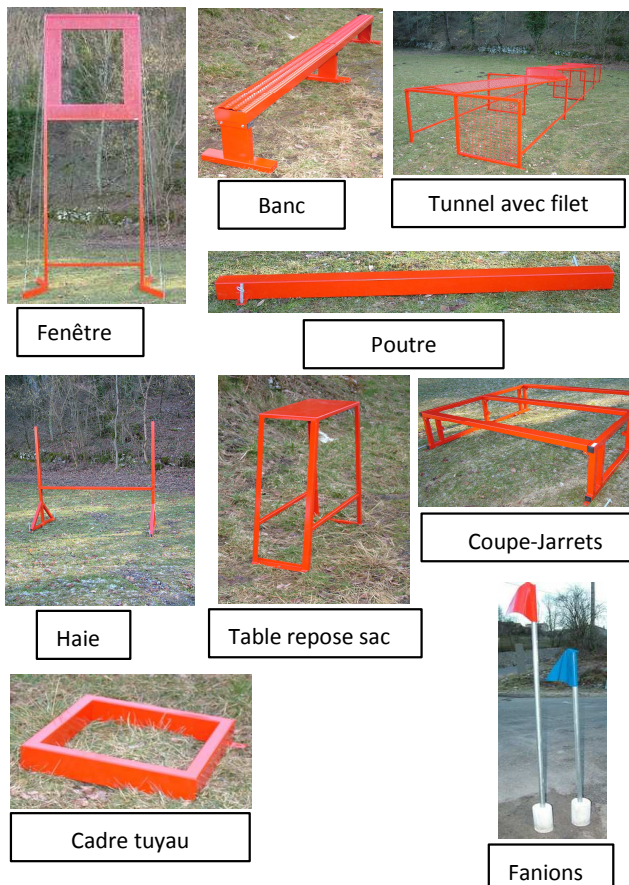 Banc
Tunnel avec filet
Fenêtre
Poutre
Haie
Table repose sac
Coupe-Jarrets
Cadre tuyau
Fanions